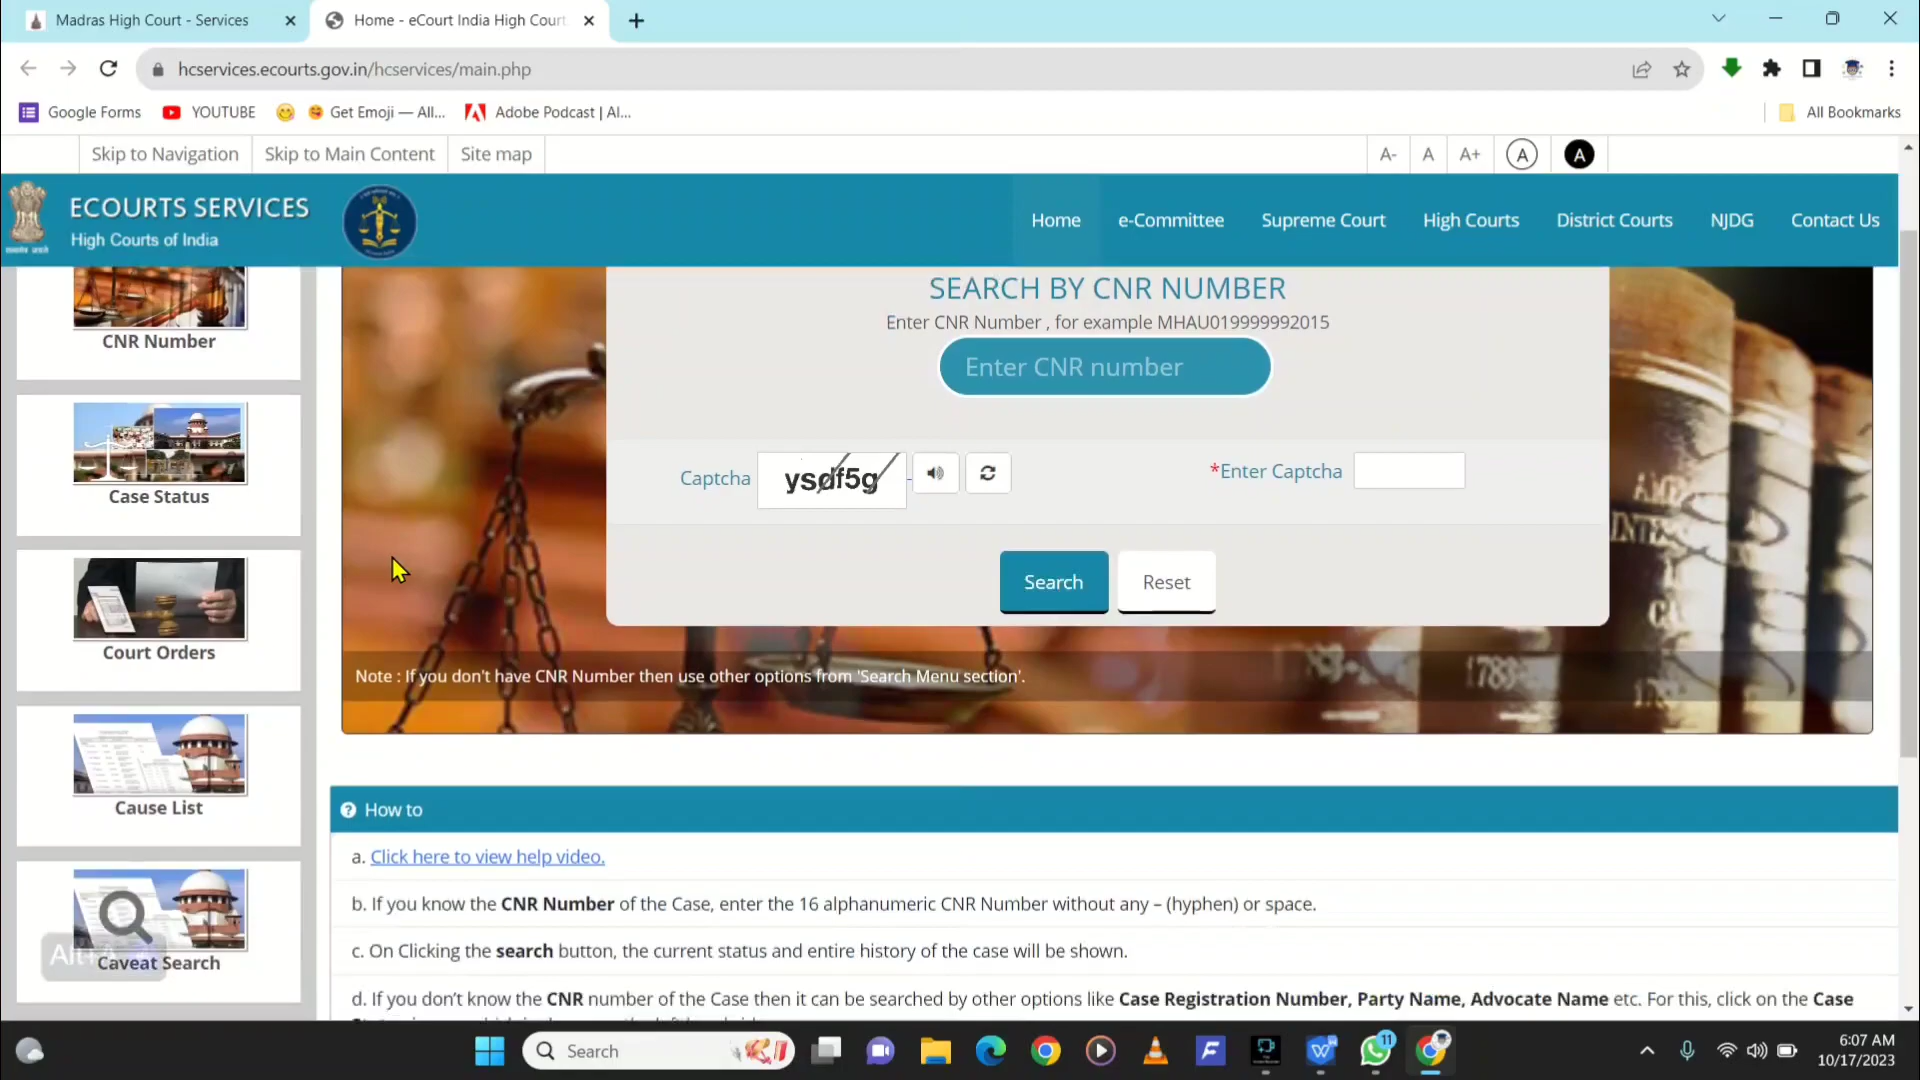 Madras High Court - Services
Home - eCourt India High Court
hcservices.ecourts.gov.in/hcservices/main.php
Google Forms
YOUTUBE
Get Emoji — All...
Adobe Podcast | AI...
All Bookmarks
Skip to Navigation
Skip to Main Content
Site map
A-
A
A+
A
A
ECOURTS SERVICES
High Courts of India
Home
e-Committee
Supreme Court
High Courts
District Courts
NJDG
Contact Us
CNR Number
Case Status
Court Orders
Cause List
Caveat Search
SEARCH BY CNR NUMBER
Enter CNR Number , for example MHAU019999992015
Enter CNR number
Captcha
ysdf5g
*Enter Captcha
Search
Reset
Note : If you don't have CNR Number then use other options from 'Search Menu section'.
How to
a. Click here to view help video.
b. If you know the CNR Number of the Case, enter the 16 alphanumeric CNR Number without any – (hyphen) or space.
c. On Clicking the search button, the current status and entire history of the case will be shown.
d. If you don't know the CNR number of the Case then it can be searched by other options like Case Registration Number, Party Name, Advocate Name etc. For this, click on the Case
Search
11
6:07 AM
10/17/2023